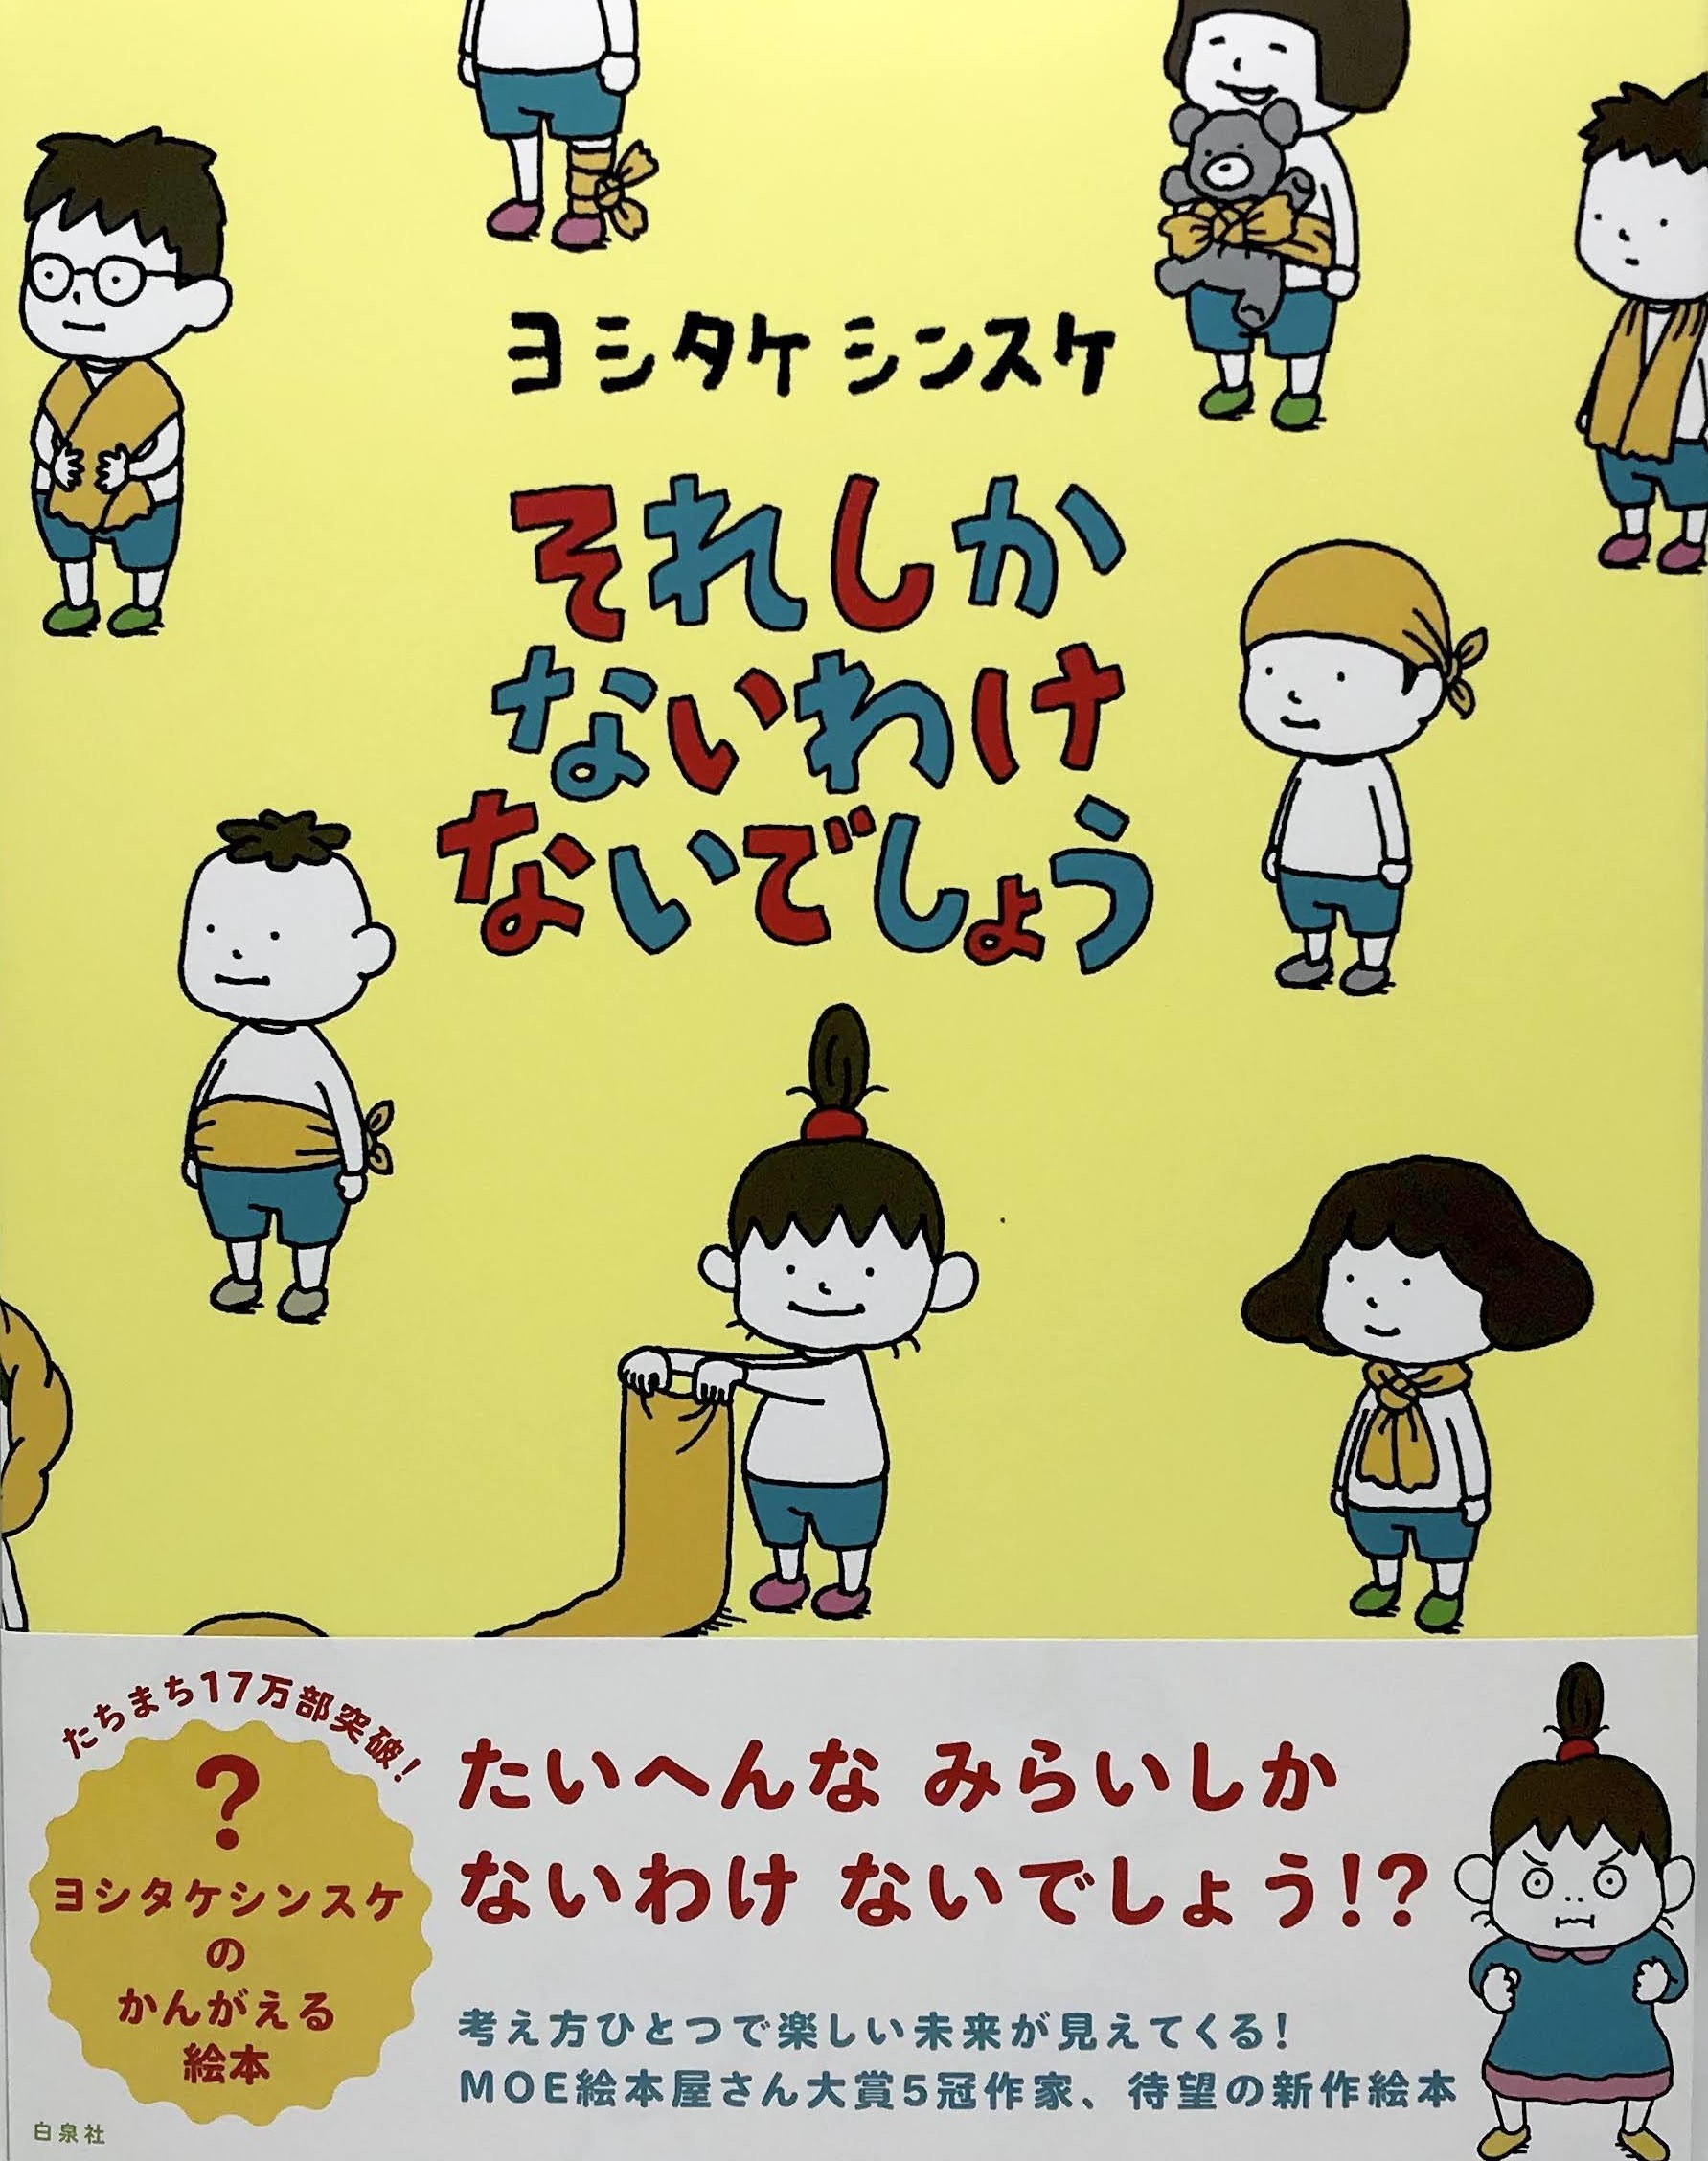 ヨシタケ シンスケ
それしか
ないわけ
ないでしょう
たちまち17万部突破!
?
ヨシタケシンスケ
の
かんがえる
絵本
たいへんな みらいしか
ないわけ ないでしょう!?
考え方ひとつで楽しい未来が見えてくる!
MOE絵本屋さん大賞5冠作家、待望の新作絵本
白泉社